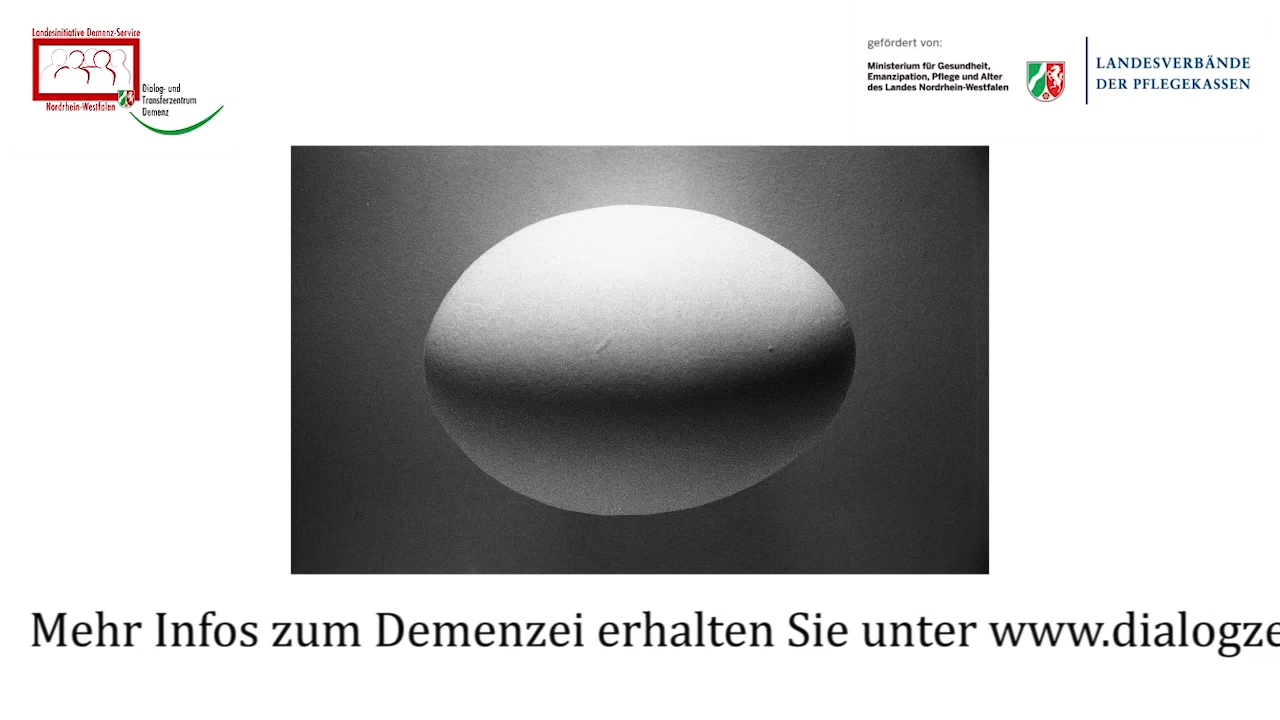 Landesinitiative Demenz-Service
Nordrhein-Westfalen
Dialog- und
Transferzentrum
Demenz
gefördert von:
Ministerium für Gesundheit,
Emanzipation, Pflege und Alter
des Landes Nordrhein-Westfalen
LANDESVERBÄNDE
DER PFLEGEKASSEN
Mehr Infos zum Demenzei erhalten Sie unter www.dialogze